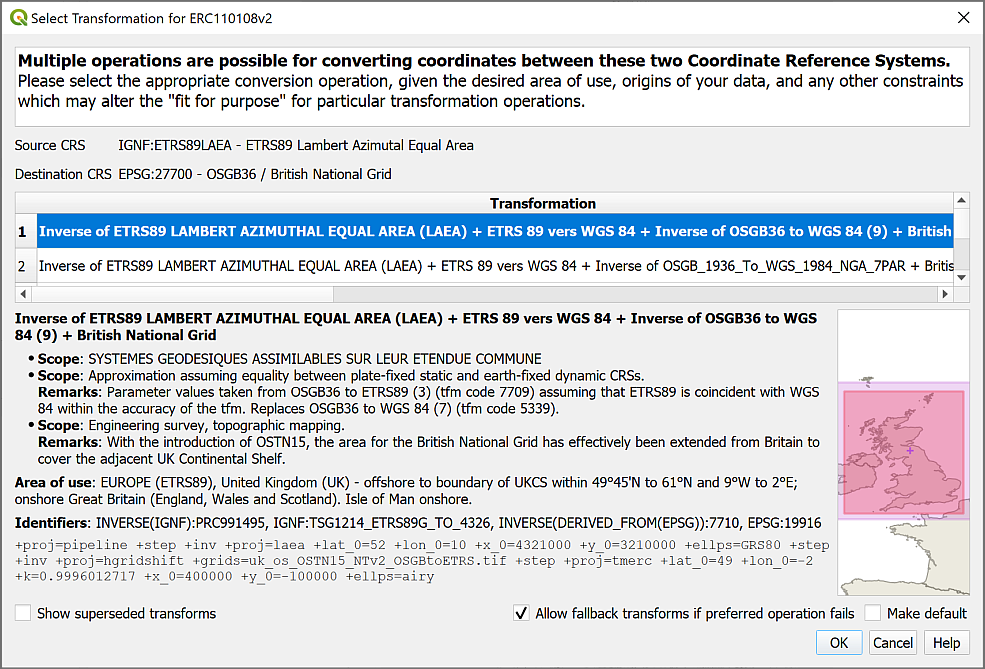 Select Transformation for ERC110108v2
Multiple operations are possible for converting coordinates between these two Coordinate Reference Systems.
Please select the appropriate conversion operation, given the desired area of use, origins of your data, and any other constraints
which may alter the "fit for purpose" for particular transformation operations.
Source CRS IGNF:ETRS89LAEA - ETRS89 Lambert Azimutal Equal Area
Destination CRS EPSG:27700 - OSGB36 / British National Grid
Transformation
1 Inverse of ETRS89 LAMBERT AZIMUTHAL EQUAL AREA (LAEA) + ETRS 89 vers WGS 84 + Inverse of OSGB36 to WGS 84 (9) + British
2 Inverse of ETRS89 LAMBERT AZIMUTHAL EQUAL AREA (LAEA) + ETRS 89 vers WGS 84 + Inverse of OSGB_1936_To_WGS_1984_NGA_7PAR + Britis
Inverse of ETRS89 LAMBERT AZIMUTHAL EQUAL AREA (LAEA) + ETRS 89 vers WGS 84 + Inverse of OSGB36 to WGS
84 (9) + British National Grid
• Scope: SYSTEMES GEODESIQUES ASSIMILABLES SUR LEUR ETENDUE COMMUNE
• Scope: Approximation assuming equality between plate-fixed static and earth-fixed dynamic CRSs.
Remarks: Parameter values taken from OSGB36 to ETRS89 (3) (tfm code 7709) assuming that ETRS89 is coincident with WGS
84 within the accuracy of the tfm. Replaces OSGB36 to WGS 84 (7) (tfm code 5339).
• Scope: Engineering survey, topographic mapping.
Remarks: With the introduction of OSTN15, the area for the British National Grid has effectively been extended from Britain to
cover the adjacent UK Continental Shelf.
Area of use: EUROPE (ETRS89), United Kingdom (UK) - offshore to boundary of UKCS within 49°45'N to 61°N and 9°W to 2°E;
onshore Great Britain (England, Wales and Scotland). Isle of Man onshore.
Identifiers: INVERSE(IGNF):PRC991495, IGNF:TSG1214_ETRS89G_TO_4326, INVERSE(DERIVED_FROM(EPSG)):7710, EPSG:19916
+proj=pipeline +step +inv +proj=laea +lat_0=52 +lon_0=10 +x_0=4321000 +y_0=3210000 +ellps=GRS80 +step
+inv +proj=hgridshift +grids=uk_os_OSTN15_NTv2_OSGBtoETRS.tif +step +proj=tmerc +lat_0=49 +lon_0=-2
+k=0.9996012717 +x_0=400000 +y_0=-100000 +ellps=airy
Show superseded transforms
Allow fallback transforms if preferred operation fails
Make default
OK
Cancel
Help